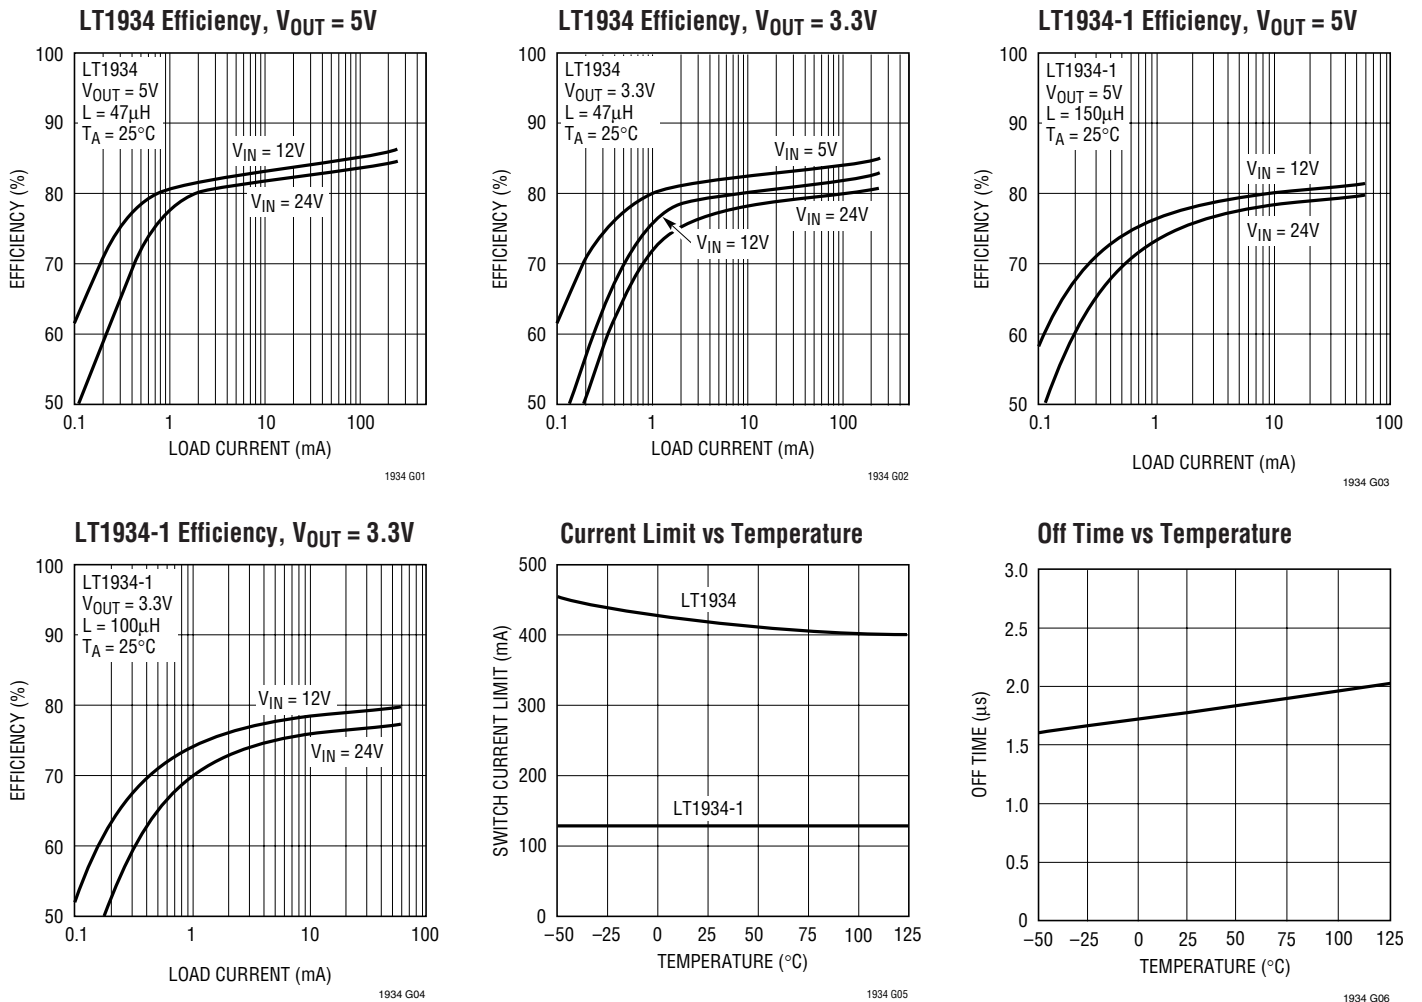 LT1934 Efficiency, VOUT = 5V
100
90
80
70
60
50
EFFICIENCY (%)
LT1934
VOUT = 5V
L = 47µH
TA = 25°C
VIN = 12V
VIN = 24V
0.1
1
10
100
LOAD CURRENT (mA)
1934 G01
LT1934 Efficiency, VOUT = 3.3V
100
90
80
70
60
50
EFFICIENCY (%)
LT1934
VOUT = 3.3V
L = 47µH
TA = 25°C
VIN = 5V
VIN = 24V
VIN = 12V
0.1
1
10
100
LOAD CURRENT (mA)
1934 G02
LT1934-1 Efficiency, VOUT = 5V
100
90
80
70
60
50
EFFICIENCY (%)
LT1934-1
VOUT = 5V
L = 150µH
TA = 25°C
VIN = 12V
VIN = 24V
0.1
1
10
100
LOAD CURRENT (mA)
1934 G03
LT1934-1 Efficiency, VOUT = 3.3V
100
90
80
70
60
50
EFFICIENCY (%)
LT1934-1
VOUT = 3.3V
L = 100µH
TA = 25°C
VIN = 12V
VIN = 24V
0.1
1
10
100
LOAD CURRENT (mA)
1934 G04
Current Limit vs Temperature
500
400
300
200
100
0
SWITCH CURRENT LIMIT (mA)
LT1934
LT1934-1
–50
–25
0
25
50
75
100
125
TEMPERATURE (°C)
1934 G05
Off Time vs Temperature
3.0
2.5
2.0
1.5
1.0
0.5
0
OFF TIME (µs)
–50
–25
0
25
50
75
100
125
TEMPERATURE (°C)
1934 G06